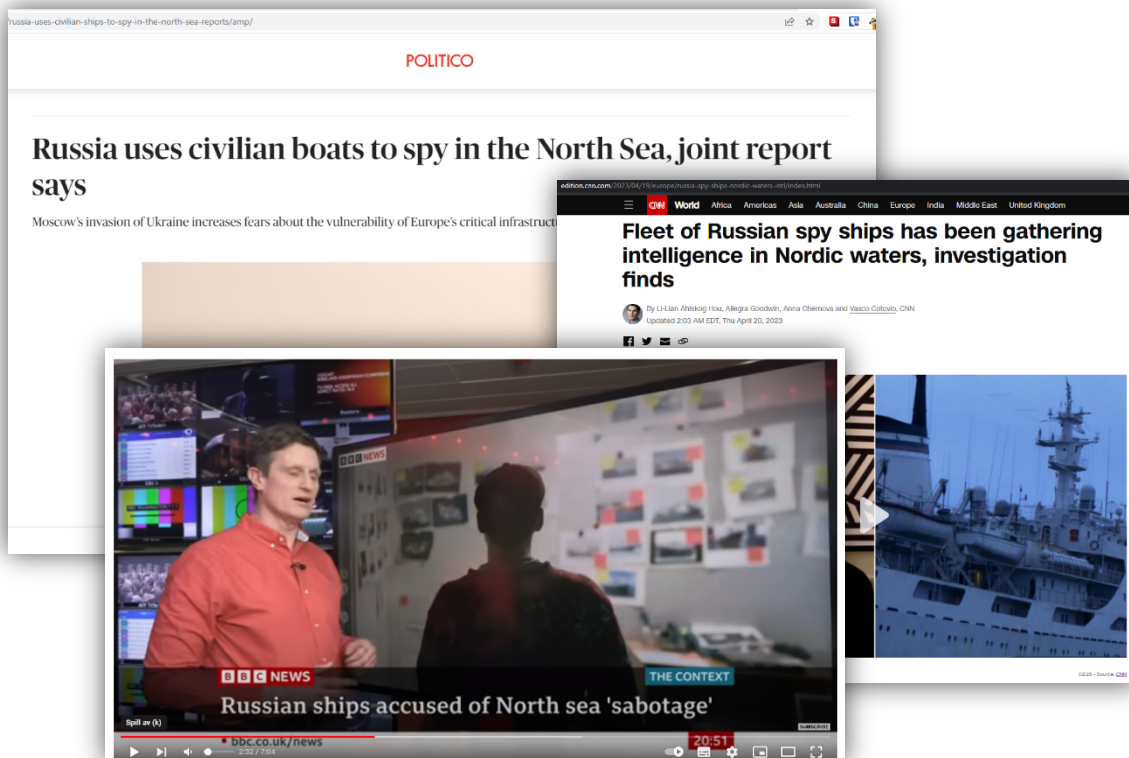 russia-uses-civilian-ships-to-spy-in-the-north-sea-reports/amp/
POLITICO
Russia uses civilian boats to spy in the North Sea, joint report
says
Moscow's invasion of Ukraine increases fears about the vulnerability of Europe's critical infrastruct
edition.cnn.com/2023/04/19/europe/russia-spy-ships-nordic-waters-intl/index.html
CNN World Africa Americas Asia Australia China Europe India Middle East United Kingdom
Fleet of Russian spy ships has been gathering
intelligence in Nordic waters, investigation
finds
By Li-Lian Ahlskog Hou, Allegra Goodwin, Anna Chernova and Vasco Cotovio, CNN
Updated 2:03 AM EDT, Thu April 20, 2023
Source: CNN
BBC NEWS
BBC NEWS
THE CONTEXT
Russian ships accused of North sea 'sabotage'
Spill av (k)
SUBSCRIBE
bbc.co.uk/news
20:51
2:32 / 7:04